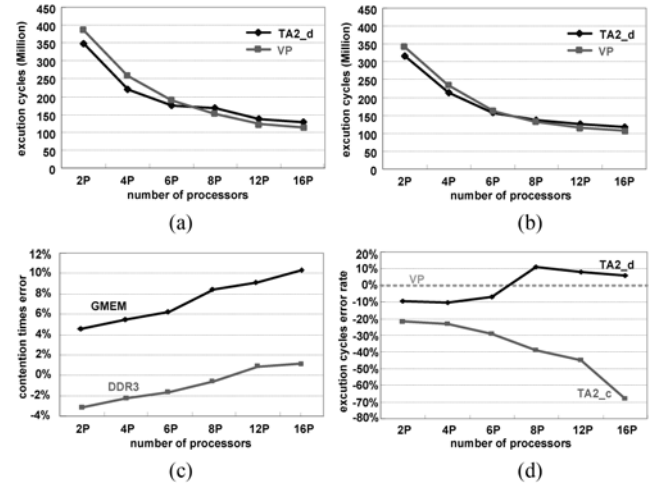 450
400
350
300
250
200
150
100
50
0
excution cycles (Million)
TA2_d
VP
2P 4P 6P 8P 12P 16P
number of processors
(a)
450
400
350
300
250
200
150
100
50
0
excution cycles (Million)
TA2_d
VP
2P 4P 6P 8P 12P 16P
number of processors
(b)
12%
10%
8%
6%
4%
2%
0%
-2%
-4%
contention times error
GMEM
DDR3
2P 4P 6P 8P 12P 16P
number of processors
(c)
20%
10%
0%
-10%
-20%
-30%
-40%
-50%
-60%
-70%
-80%
excution cycles error rate
VP
TA2_d
TA2_c
2P 4P 6P 8P 12P 16P
number of processors
(d)